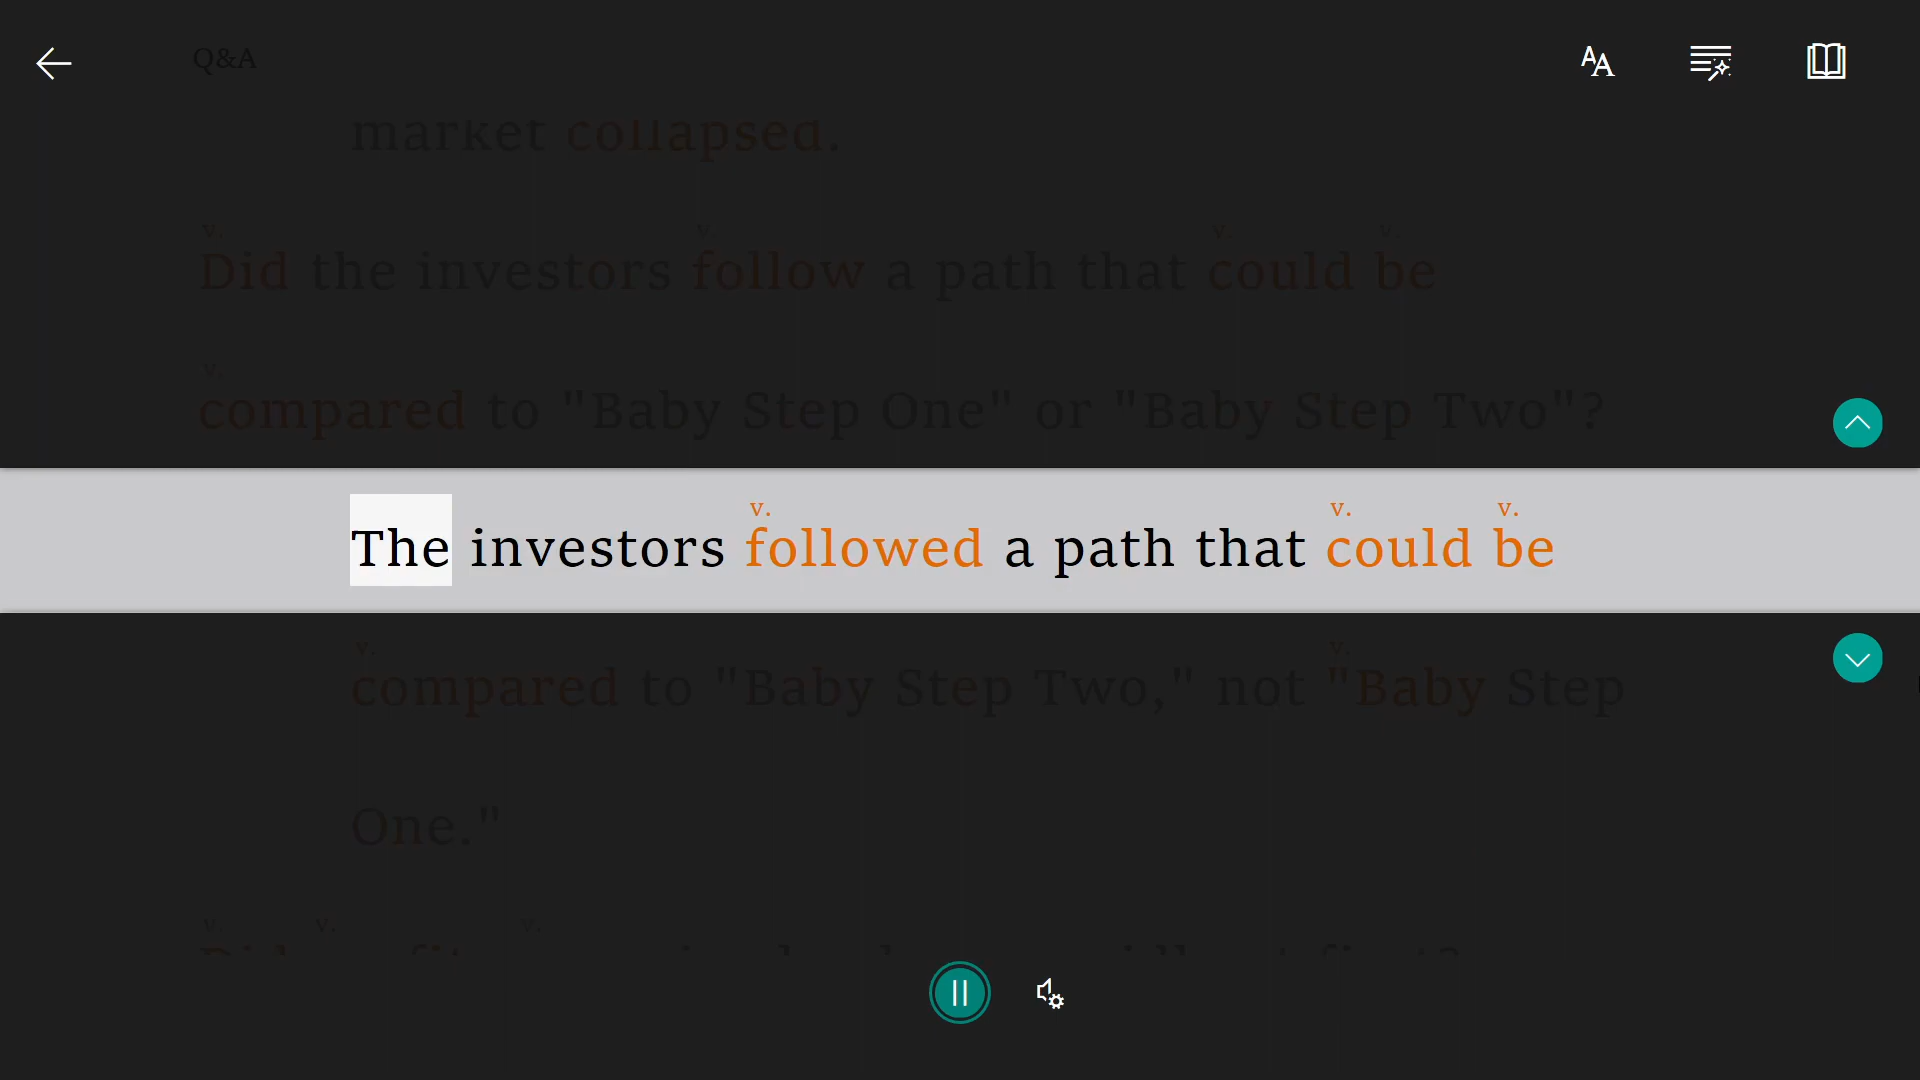 Q&A
market collapsed.
v. v. v. v.
Did the investors follow a path that could be
v.
compared to "Baby Step One" or "Baby Step Two"?
v. v. v.
The investors followed a path that could be
v. v.
compared to "Baby Step Two," not "Baby Step
One."
v. v. v.